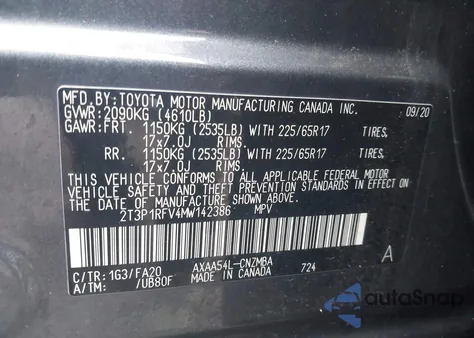 MFD. BY: TOYOTA MOTOR MANUFACTURING CANADA INC. 09/20
GVWR: 2090KG (4610LB)
GAWR: FRT. 1150KG (2535LB) WITH 225/65R17 TIRES,
17x7.0J RIMS.
RR. 1150KG (2535LB) WITH 225/65R17 TIRES,
17x7.0J RIMS.
THIS VEHICLE CONFORMS TO ALL APPLICABLE FEDERAL MOTOR
VEHICLE SAFETY AND THEFT PREVENTION STANDARDS IN EFFECT ON
THE DATE OF MANUFACTURE SHOWN ABOVE.
2T3P1RFV4MW142386 MPV
C/TR: 1G3/FA20 AXAA54L-CNZMBA A
A/TM: /UB80F MADE IN CANADA 724
AutoSnap